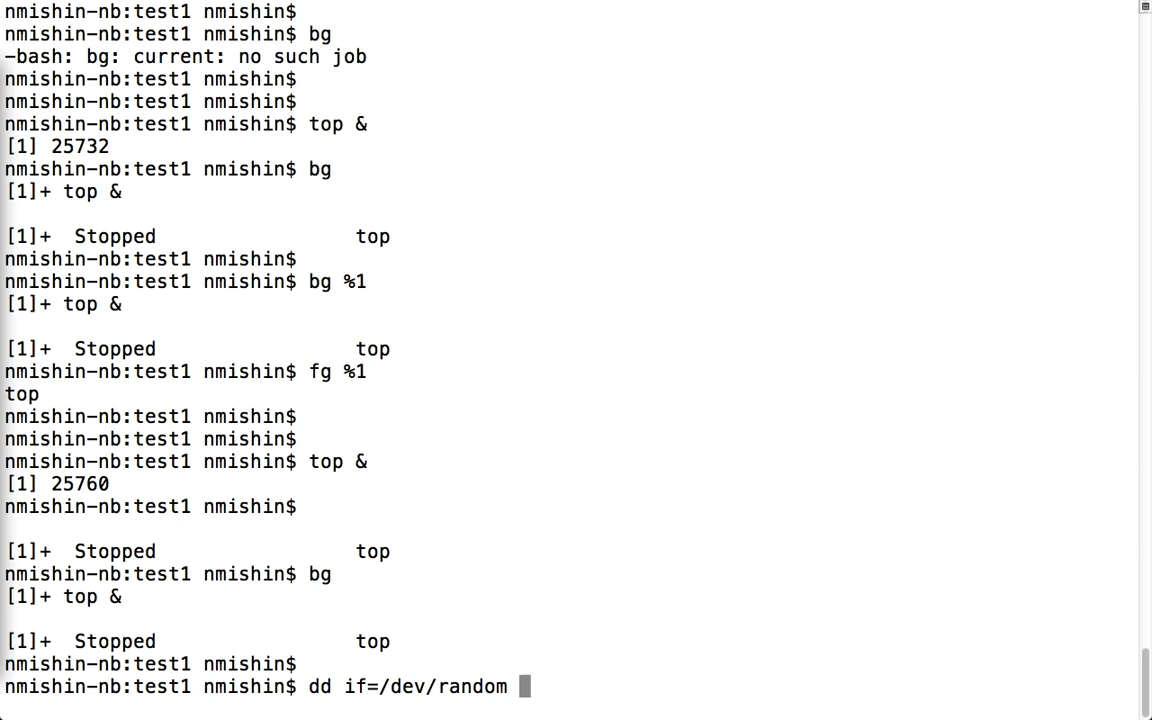 nmishin-nb:test1 nmishin$
nmishin-nb:test1 nmishin$ bg
-bash: bg: current: no such job
nmishin-nb:test1 nmishin$
nmishin-nb:test1 nmishin$
nmishin-nb:test1 nmishin$ top &
[1] 25732
nmishin-nb:test1 nmishin$ bg
[1]+ top &
[1]+  Stopped                 top
nmishin-nb:test1 nmishin$
nmishin-nb:test1 nmishin$ bg %1
[1]+ top &
[1]+  Stopped                 top
nmishin-nb:test1 nmishin$ fg %1
top
nmishin-nb:test1 nmishin$
nmishin-nb:test1 nmishin$
nmishin-nb:test1 nmishin$ top &
[1] 25760
nmishin-nb:test1 nmishin$
[1]+  Stopped                 top
nmishin-nb:test1 nmishin$ bg
[1]+ top &
[1]+  Stopped                 top
nmishin-nb:test1 nmishin$
nmishin-nb:test1 nmishin$ dd if=/dev/random